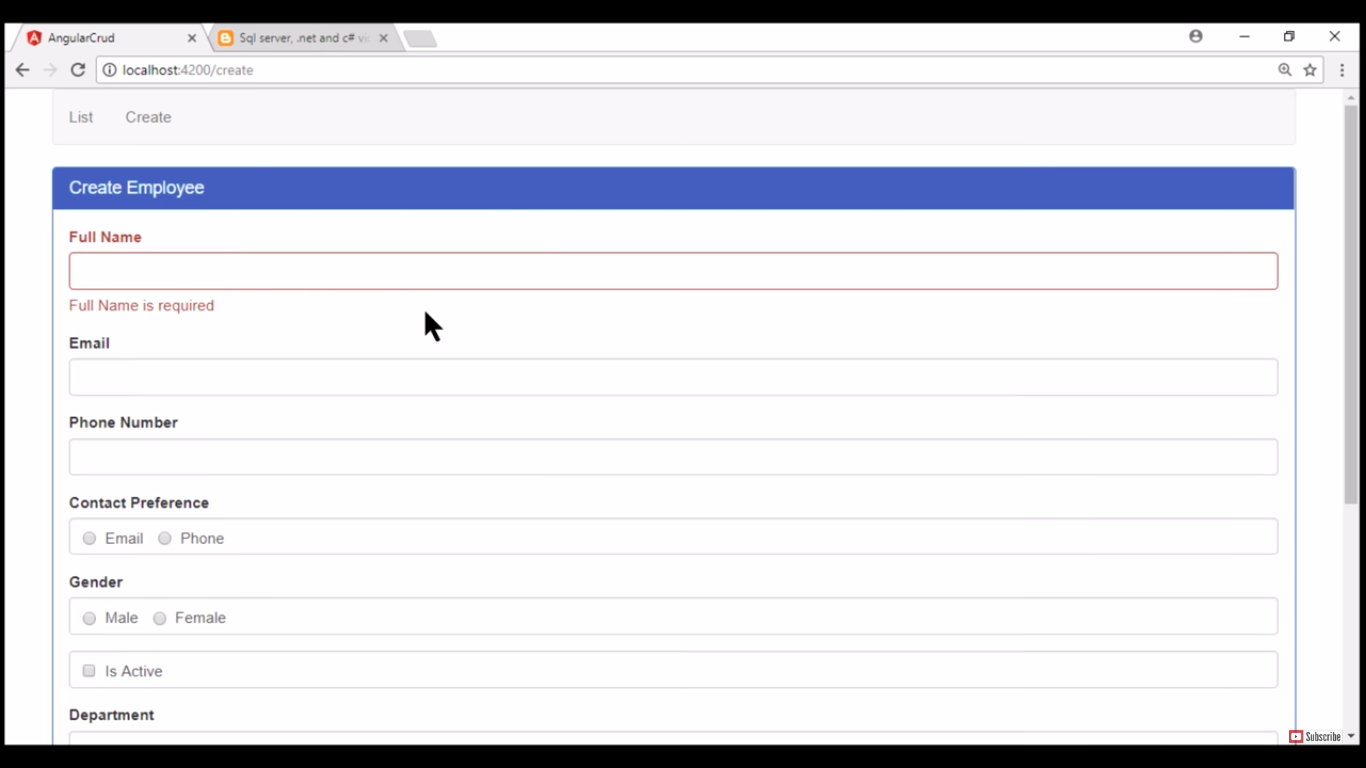 AngularCrud
Sql server, .net and c# vi
localhost:4200/create
List Create
Create Employee
Full Name
Full Name is required
Email
Phone Number
Contact Preference
Email Phone
Gender
Male Female
Is Active
Department
Subscribe